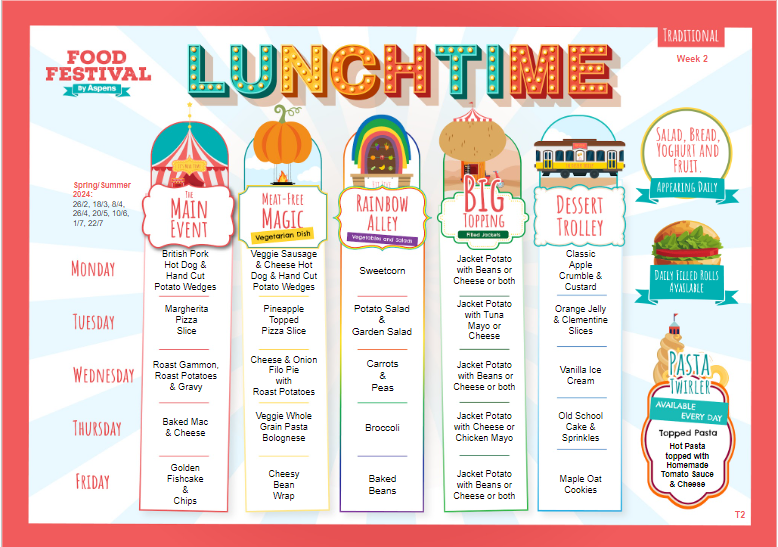 FOOD
FESTIVAL
By Aspens
LUNCHTIME
TRADITIONAL
Week 2
Spring/Summer
2024:
26/2, 18/3, 8/4,
26/4, 20/5, 10/6,
1/7, 22/7
THE
MAIN
EVENT
MEAT-FREE
MAGIC
Vegetarian Dish
RAINBOW
ALLEY
Vegetables and Salads
BIG
TOPPING
Filled Jackets
DESSERT
TROLLEY
SALAD, BREAD,
YOGHURT AND
FRUIT.
APPEARING DAILY
MONDAY
British Pork
Hot Dog &
Hand Cut
Potato Wedges
Veggie Sausage
& Cheese Hot
Dog & Hand Cut
Potato Wedges
Sweetcorn
Jacket Potato
with Beans or
Cheese or both
Classic
Apple
Crumble &
Custard
DAILY FILLED ROLLS
AVAILABLE
TUESDAY
Margherita
Pizza
Slice
Pineapple
Topped
Pizza Slice
Potato Salad
&
Garden Salad
Jacket Potato
with Tuna
Mayo or
Cheese
Orange Jelly
& Clementine
Slices
WEDNESDAY
Roast Gammon,
Roast Potatoes
& Gravy
Cheese & Onion
Filo Pie
with
Roast Potatoes
Carrots
&
Peas
Jacket Potato
with Beans or
Cheese or both
Vanilla Ice
Cream
PASTA
TWIRLER
AVAILABLE
EVERY DAY
Topped Pasta
Hot Pasta
topped with
Homemade
Tomato Sauce
& Cheese
THURSDAY
Baked Mac
& Cheese
Veggie Whole
Grain Pasta
Bolognese
Broccoli
Jacket Potato
with Cheese or
Chicken Mayo
Old School
Cake &
Sprinkles
FRIDAY
Golden
Fishcake
&
Chips
Cheesy
Bean
Wrap
Baked
Beans
Jacket Potato
with Beans or
Cheese or both
Maple Oat
Cookies
T2